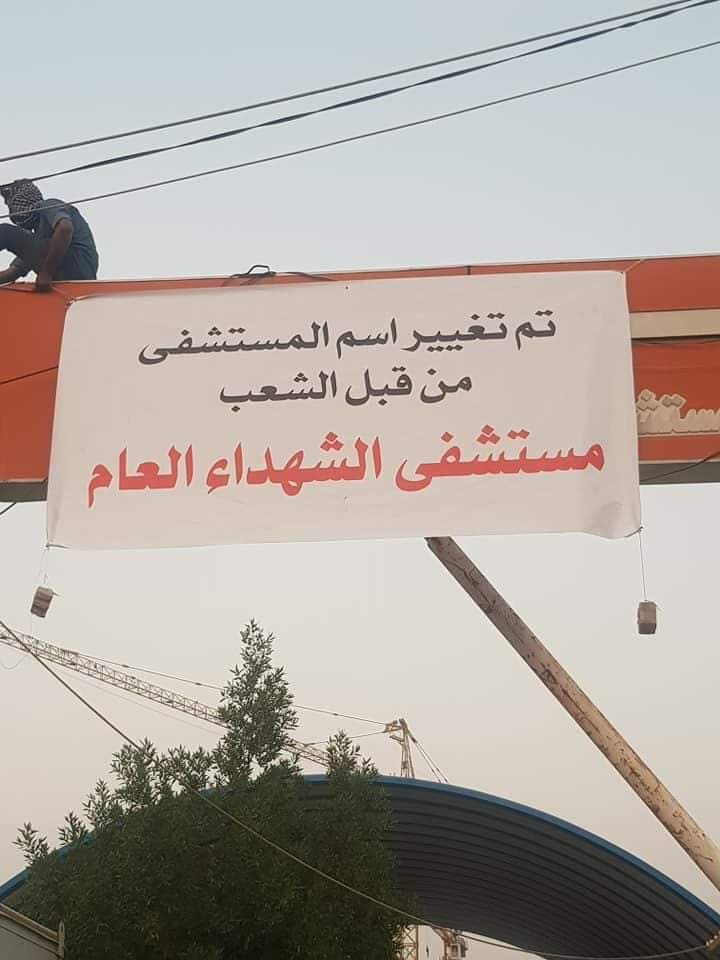 تم تغيير اسم المستشفى
من قبل الشعب
مستشفى الشهداء العام